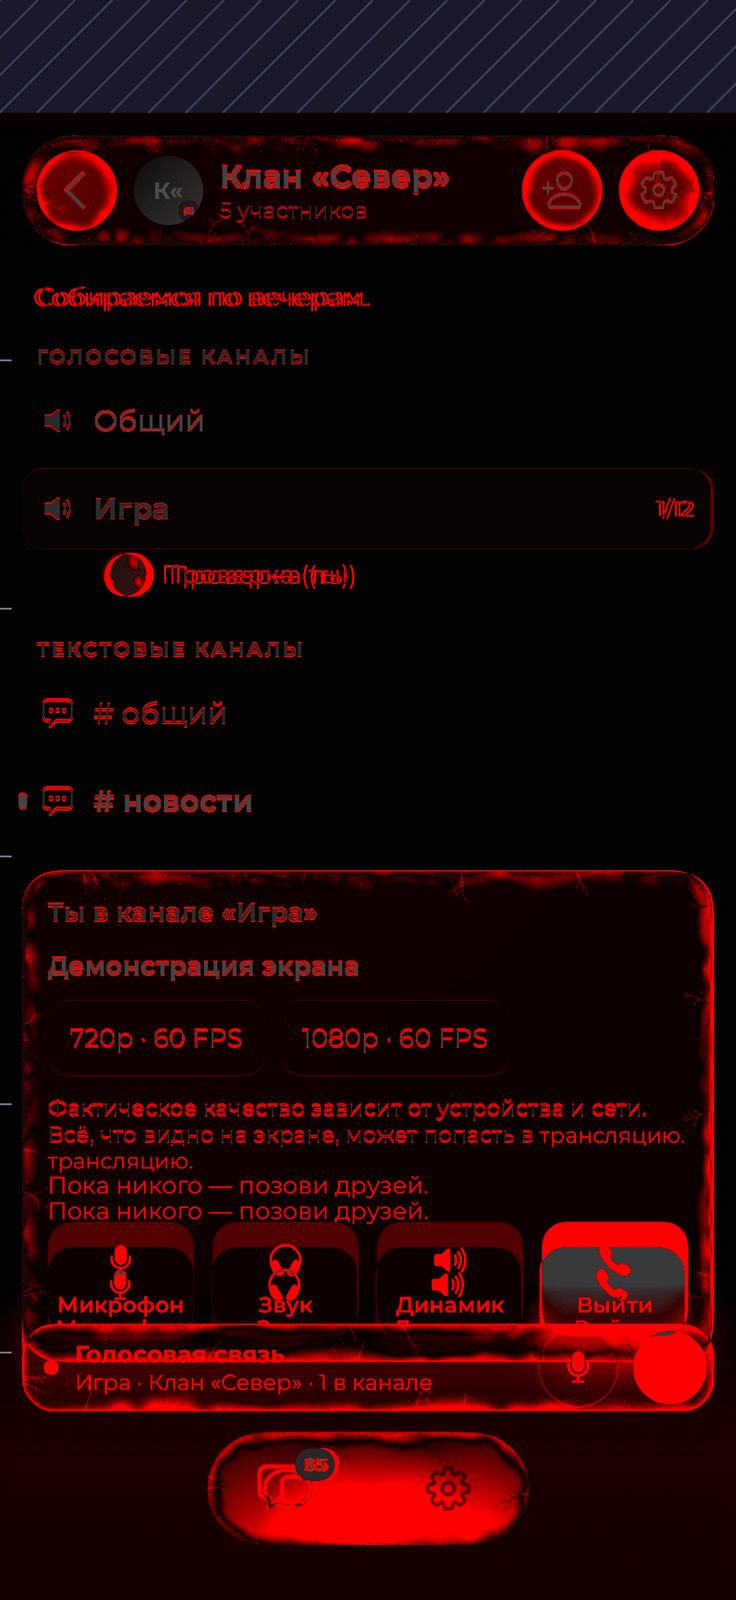 K«
Клан «Север»
5 участников
Собираемся по вечерам.
ГОЛОСОВЫЕ КАНАЛЫ
Общий
Игра
1/12
Проверка (ты)
ТЕКСТОВЫЕ КАНАЛЫ
# общий
# новости
Ты в канале «Игра»
Демонстрация экрана
720p · 60 FPS
1080p · 60 FPS
Фактическое качество зависит от устройства и сети.
Всё, что видно на экране, может попасть в трансляцию.
трансляцию.
Пока никого — позови друзей.
Пока никого — позови друзей.
Микрофон
Звук
Динамик
Выйти
Голосовая связь
Игра · Клан «Север» · 1 в канале